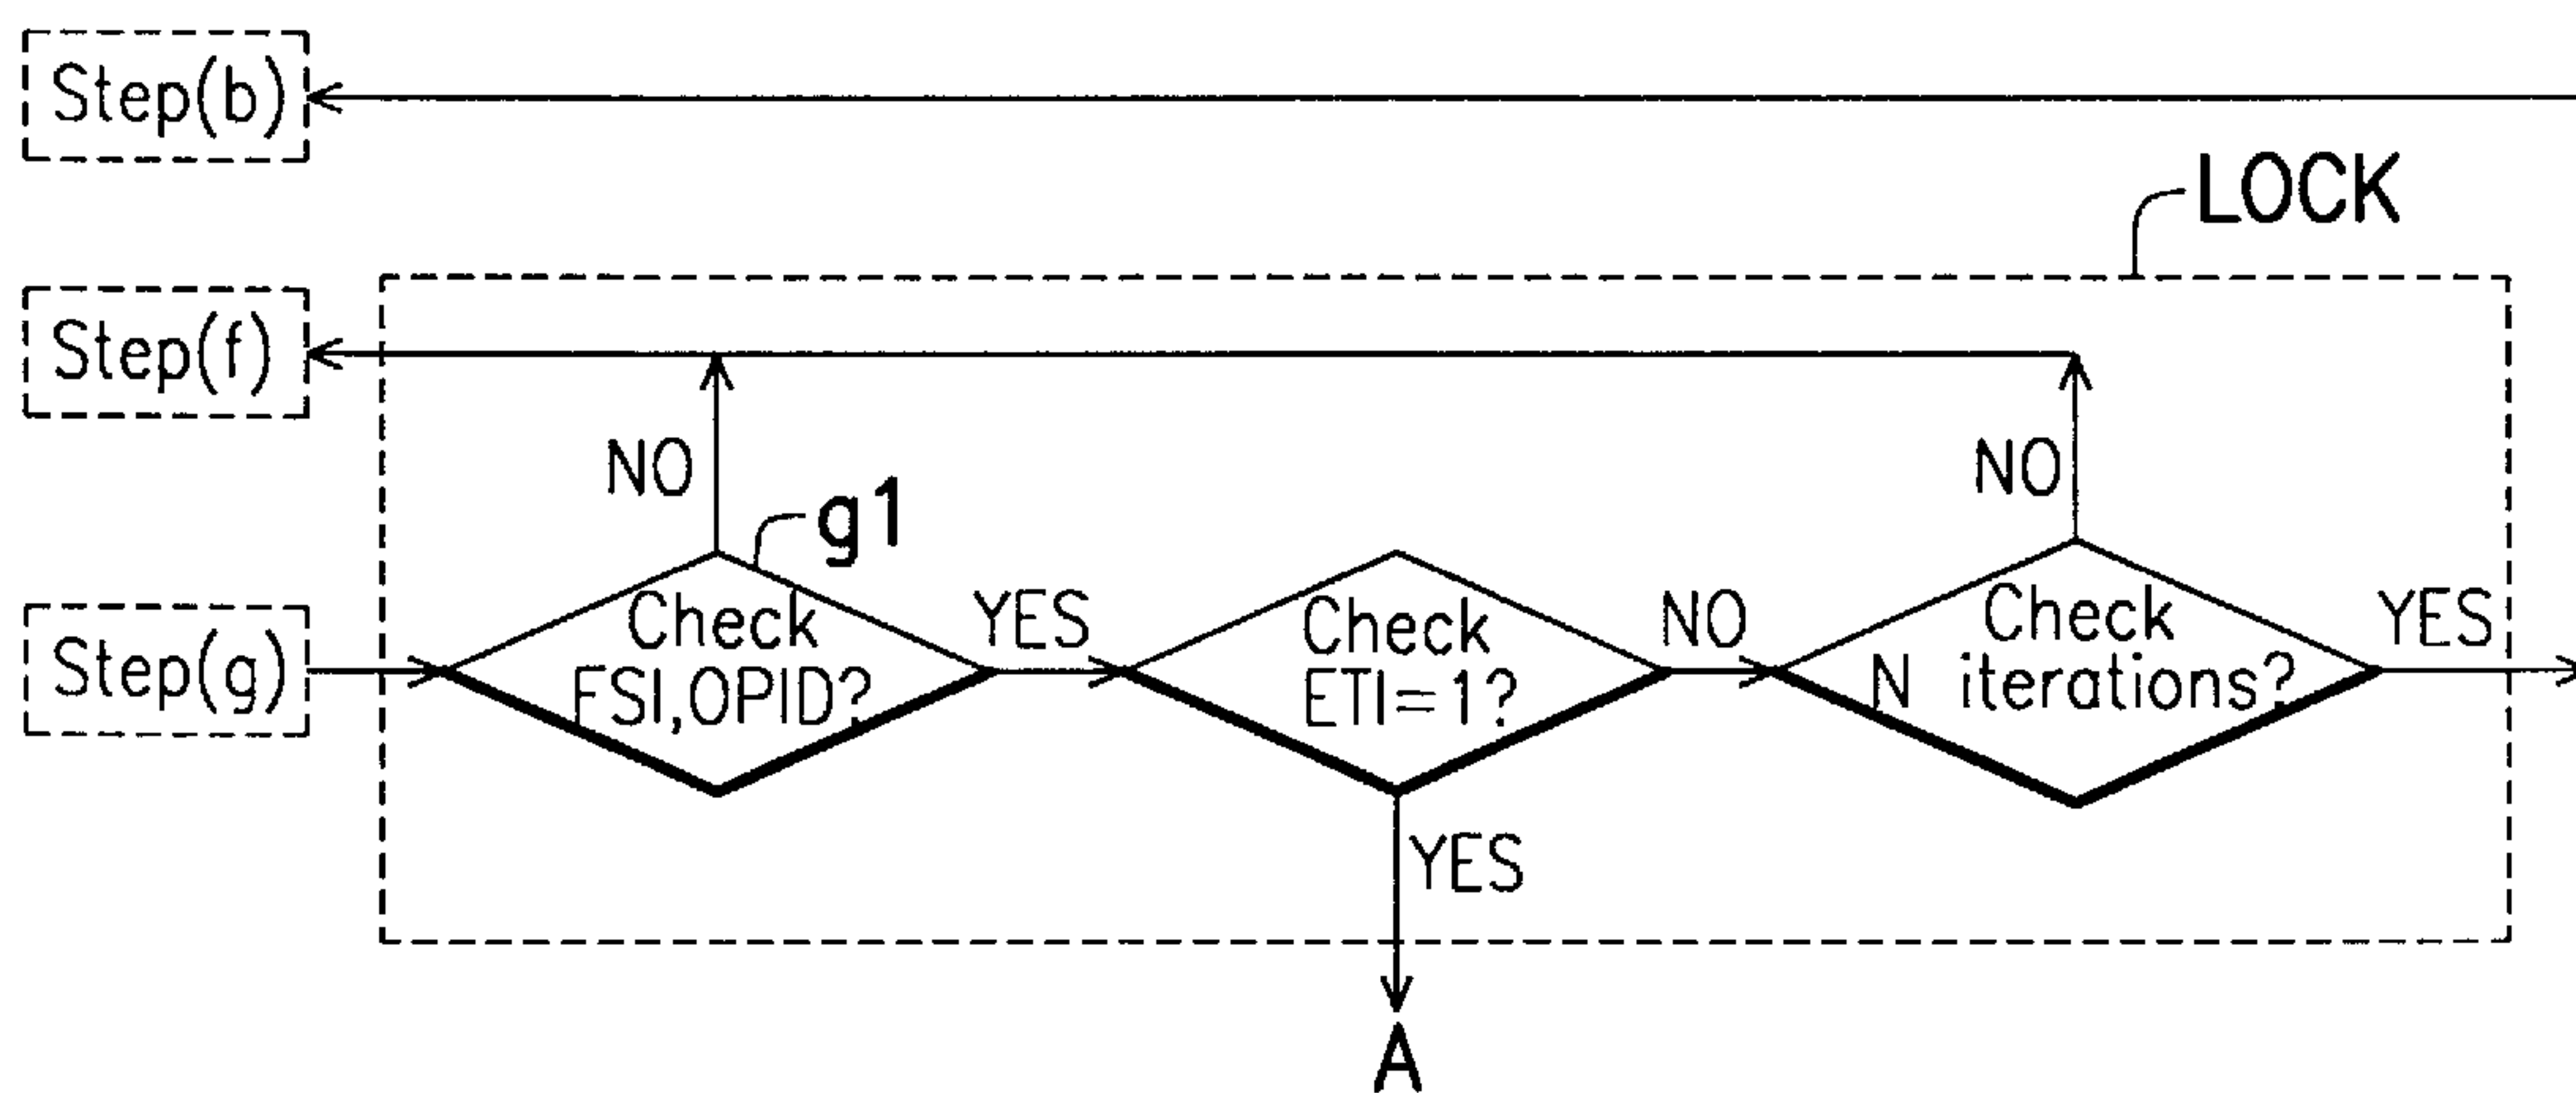 Step(b)
LOCK
Step(f)
NO
NO
g1
Step(g)
Check
FSI,OPID?
YES
Check
ETI=1?
NO
Check
N iterations?
YES
YES
A